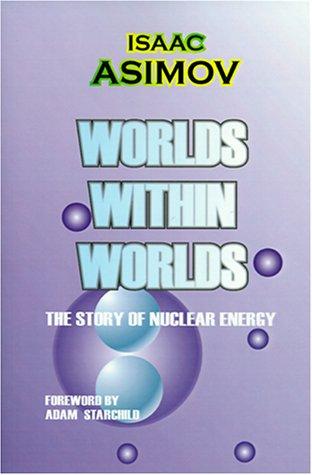 ISAAC
ASIMOV
WORLDS
WITHIN
WORLDS
THE STORY OF NUCLEAR ENERGY
FOREWORD BY
ADAM STARCHILD